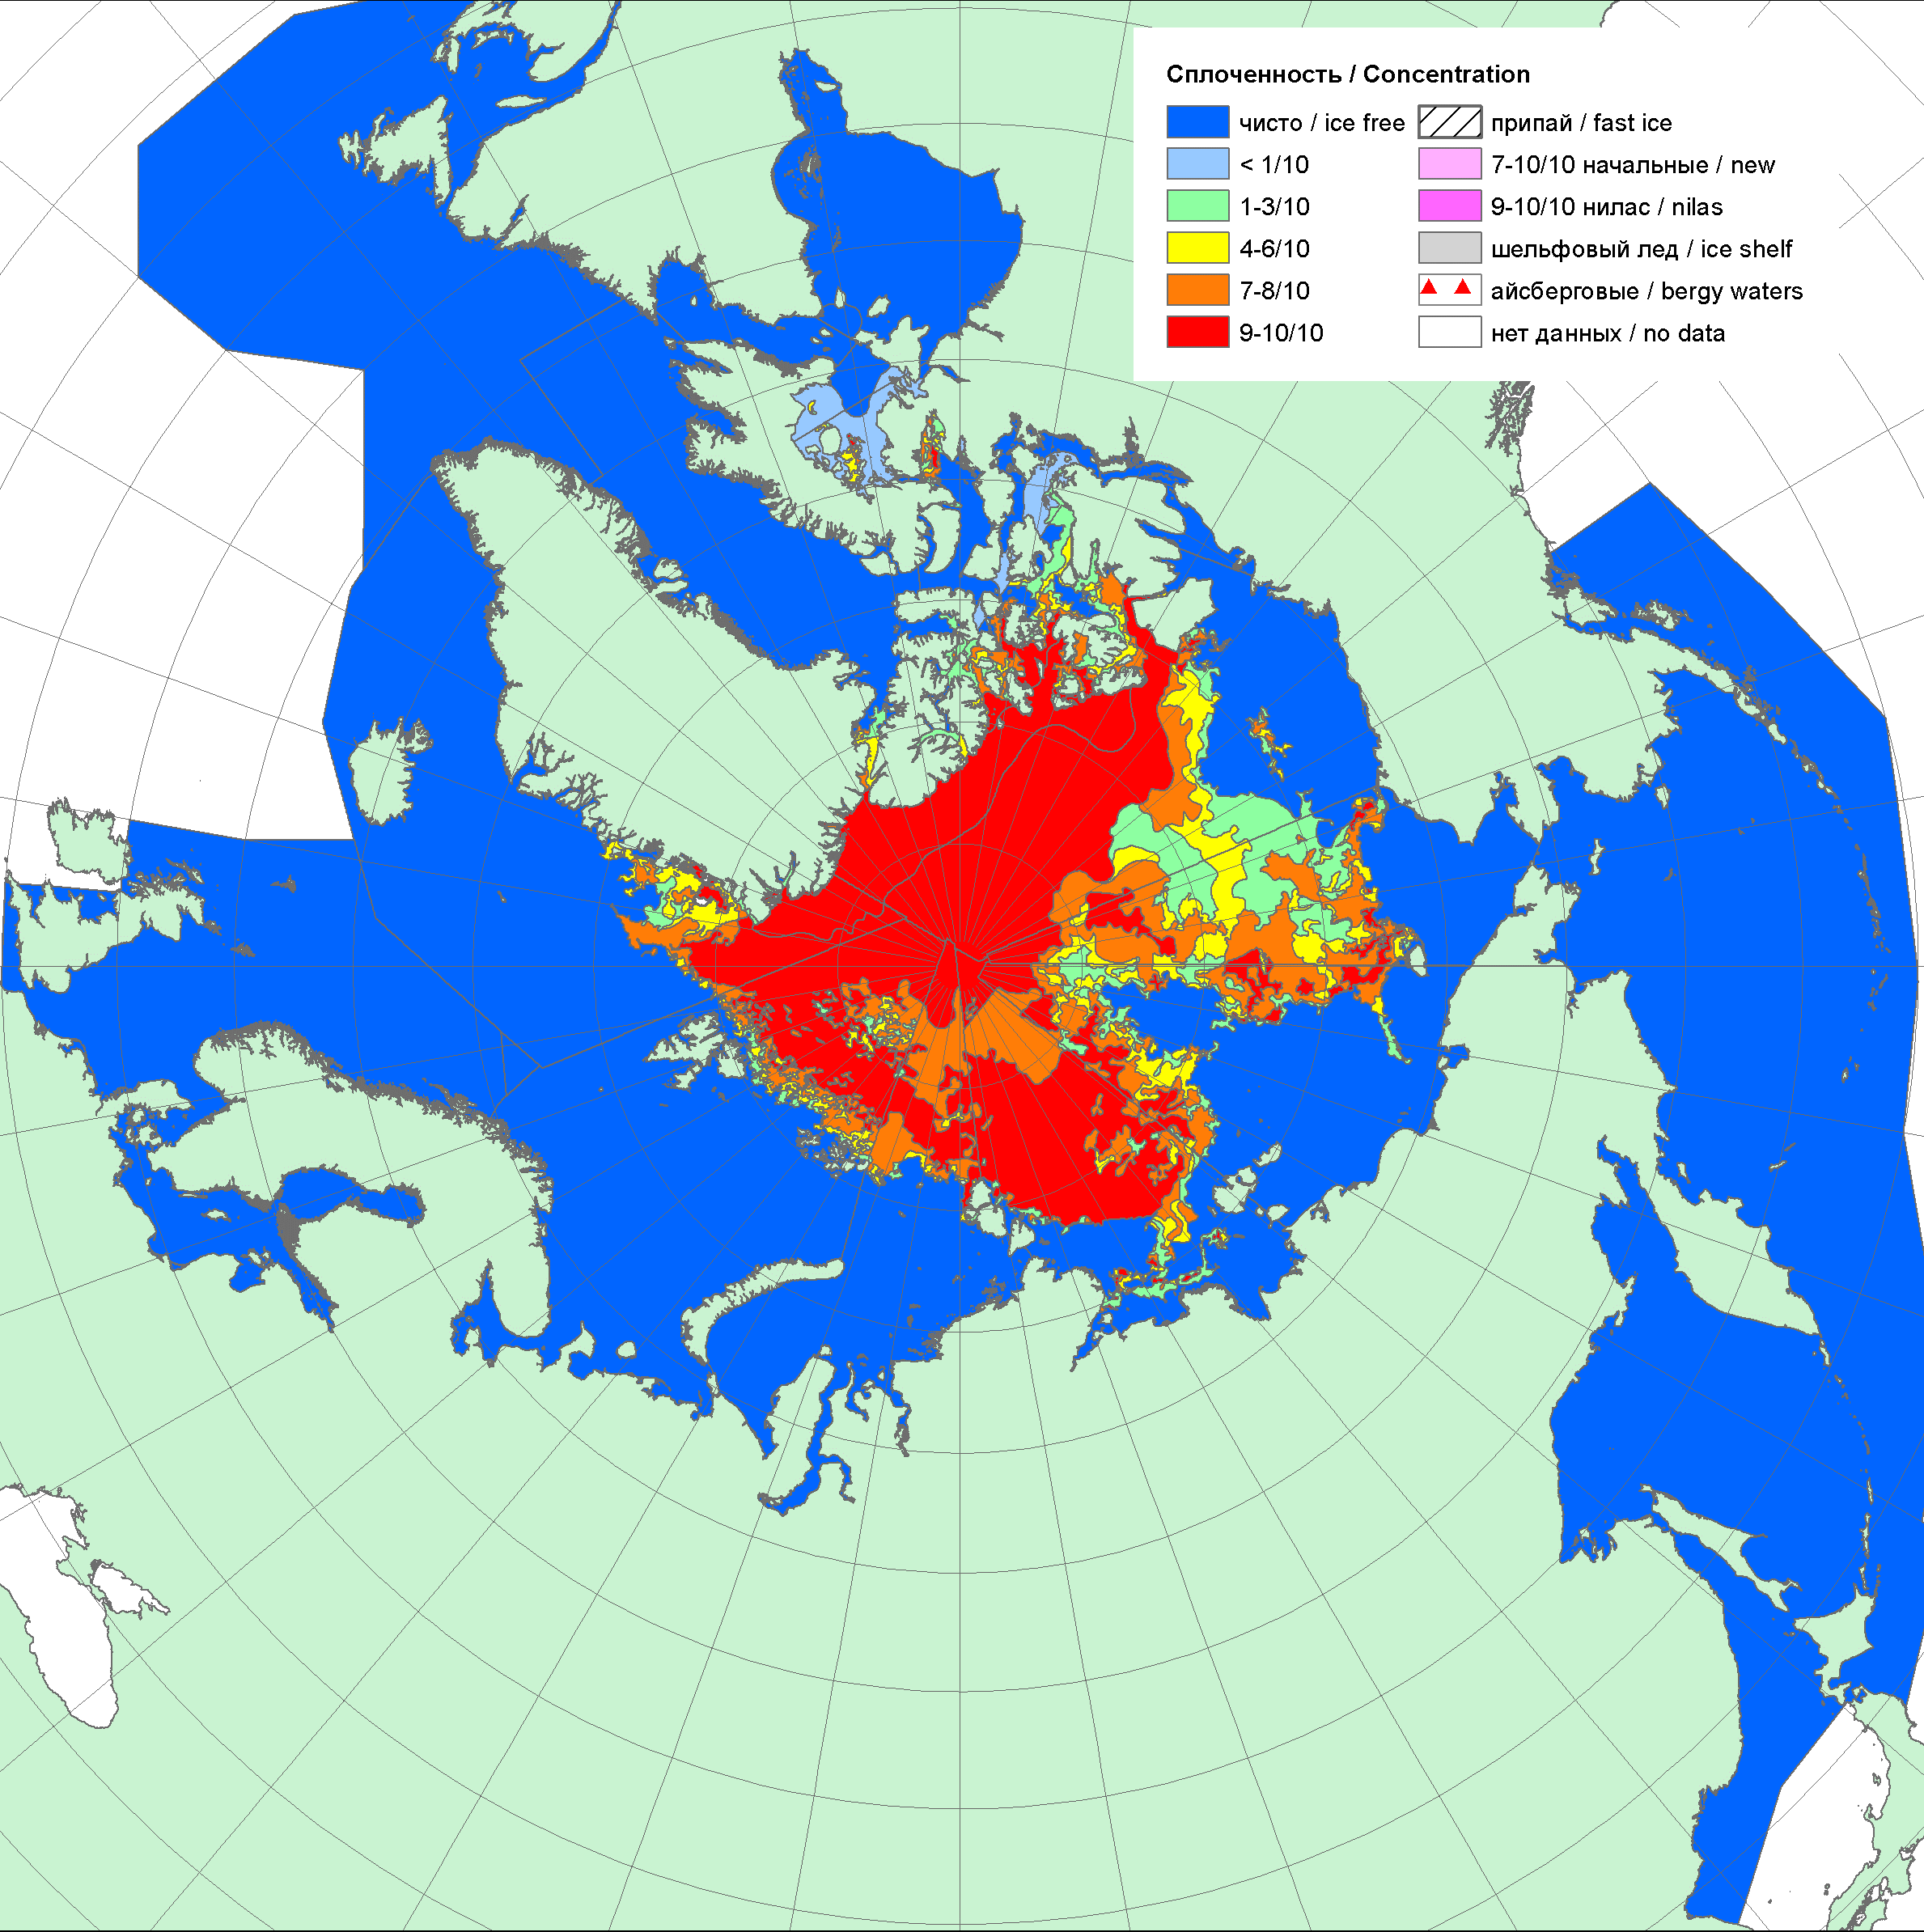 Сплоченность / Concentration
чисто / ice free
< 1/10
1-3/10
4-6/10
7-8/10
9-10/10
припай / fast ice
7-10/10 начальные / new
9-10/10 нилас / nilas
шельфовый лед / ice shelf
айсберговые / bergy waters
нет данных / no data